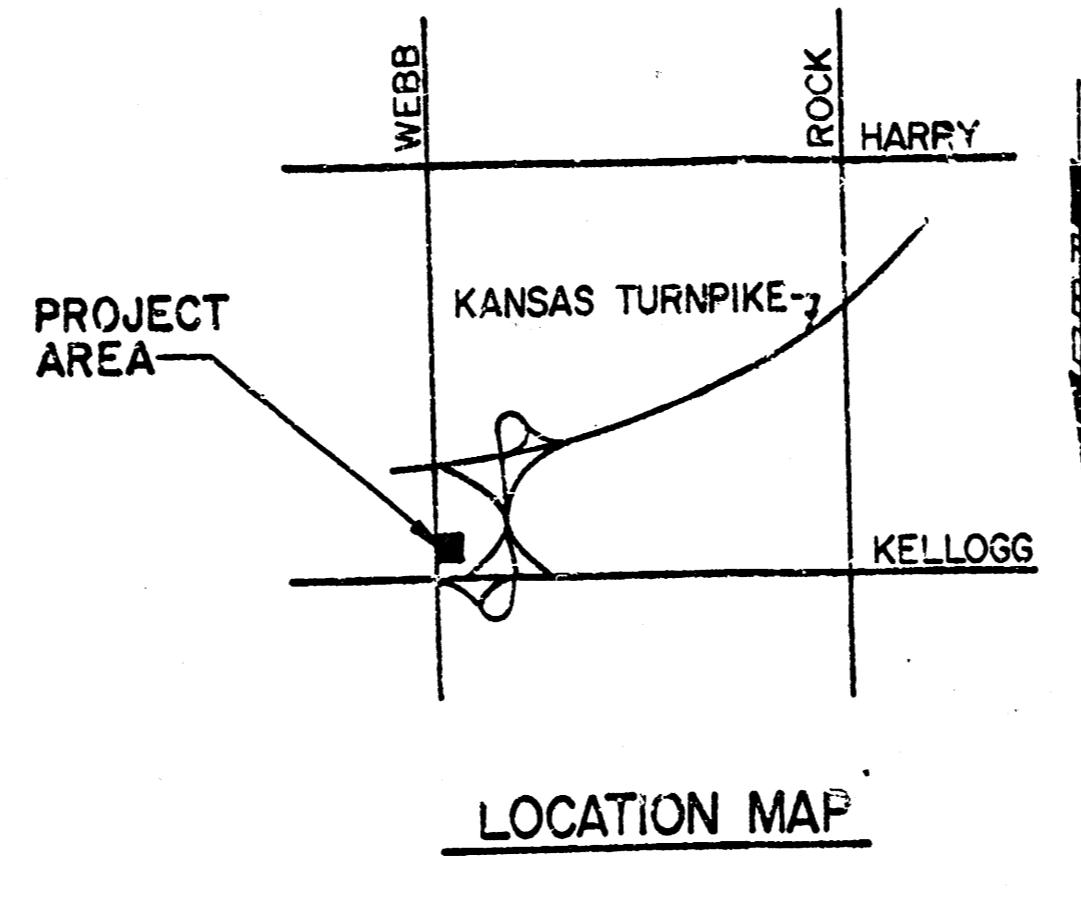 WEBB
ROCK
HARRY
KANSAS TURNPIKE
PROJECT
AREA
KELLOGG
LOCATION MAP